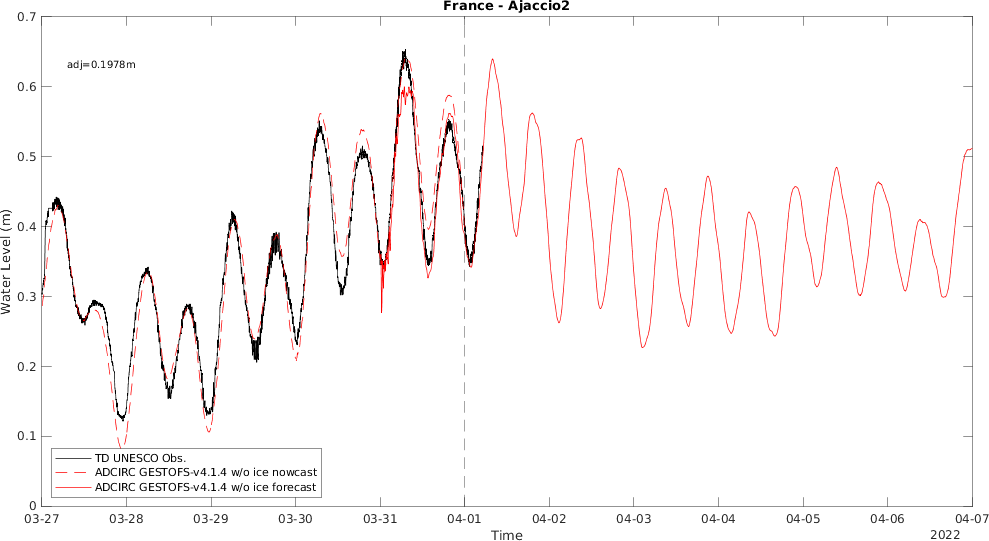 France - Ajaccio2
adj=0.1978m
0.7
0.6
0.5
0.4
0.3
0.2
0.1
0
Water Level (m)
TD UNESCO Obs.
ADCIRC GESTOFS-v4.1.4 w/o ice nowcast
ADCIRC GESTOFS-v4.1.4 w/o ice forecast
03-27 03-28 03-29 03-30 03-31 04-01 04-02 04-03 04-04 04-05 04-06 04-07
Time
2022